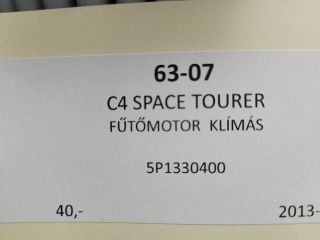 63-07
C4 SPACE TOURER
FŰTŐMOTOR KLÍMÁS
5P1330400
40,- 2013-